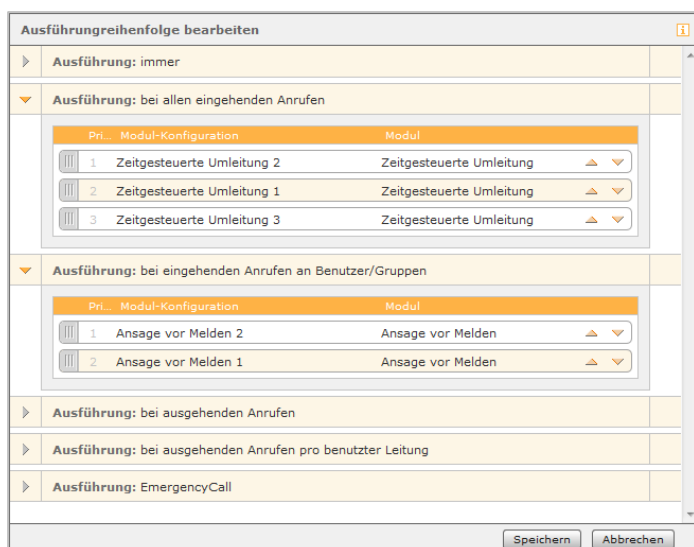 Ausführungreihenfolge bearbeiten
Ausführung: immer
Ausführung: bei allen eingehenden Anrufen
Pri... Modul-Konfiguration Modul
1 Zeitgesteuerte Umleitung 2 Zeitgesteuerte Umleitung
2 Zeitgesteuerte Umleitung 1 Zeitgesteuerte Umleitung
3 Zeitgesteuerte Umleitung 3 Zeitgesteuerte Umleitung
Ausführung: bei eingehenden Anrufen an Benutzer/Gruppen
Pri... Modul-Konfiguration Modul
1 Ansage vor Melden 2 Ansage vor Melden
2 Ansage vor Melden 1 Ansage vor Melden
Ausführung: bei ausgehenden Anrufen
Ausführung: bei ausgehenden Anrufen pro benutzter Leitung
Ausführung: EmergencyCall
Speichern Abbrechen